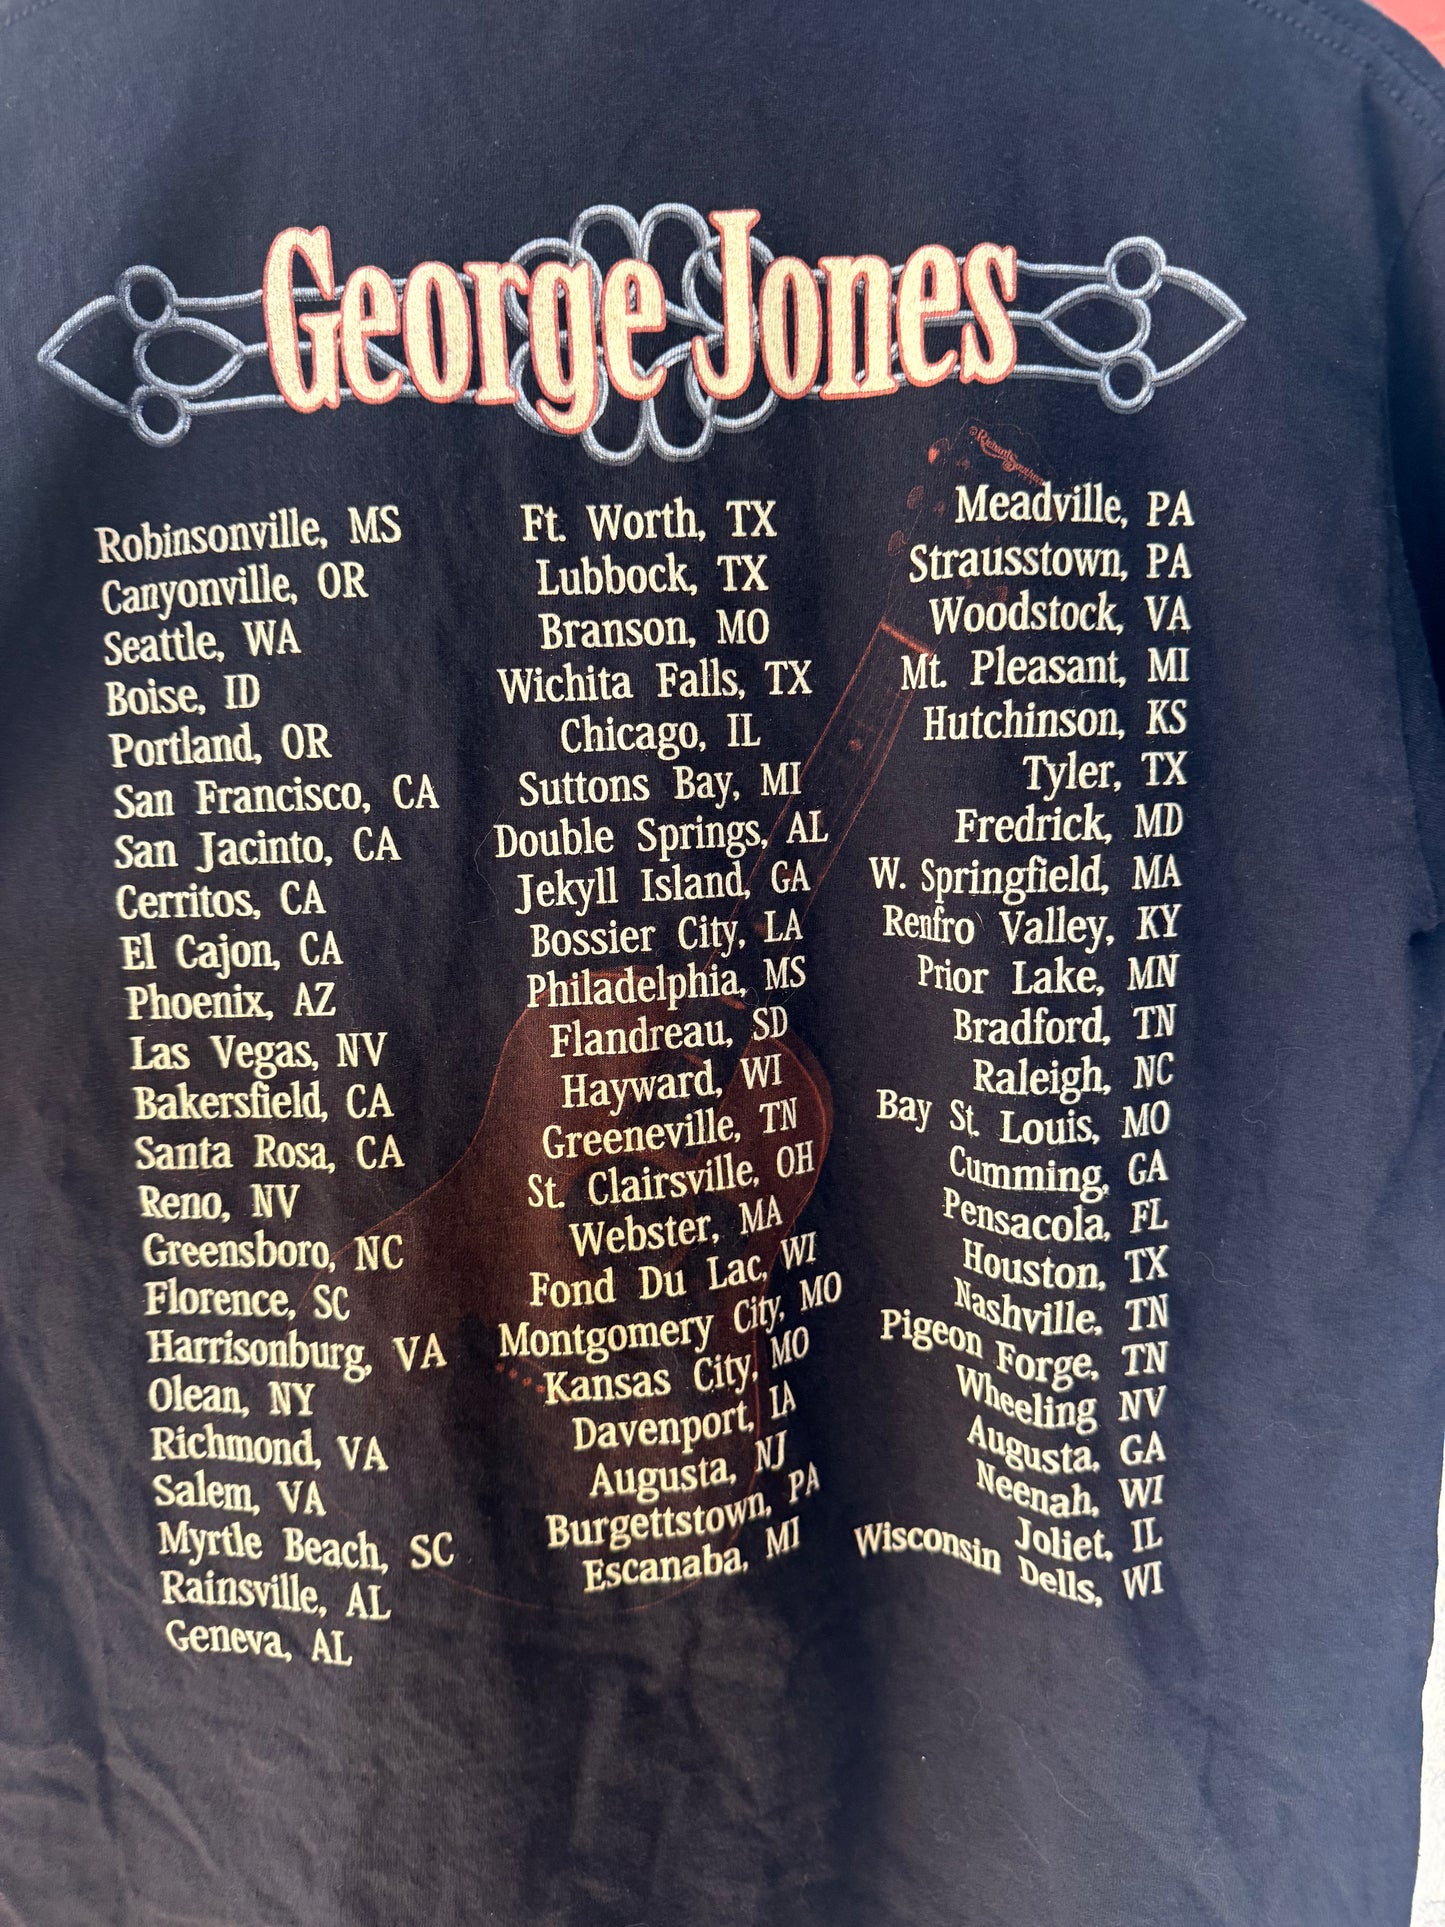 George Jones
Robinsonville, MS
Canyonville, OR
Seattle, WA
Boise, ID
Portland, OR
San Francisco, CA
San Jacinto, CA
Cerritos, CA
El Cajon, CA
Phoenix, AZ
Las Vegas, NV
Bakersfield, CA
Santa Rosa, CA
Reno, NV
Greensboro, NC
Florence, SC
Harrisonburg, VA
Olean, NY
Richmond, VA
Salem, VA
Myrtle Beach, SC
Rainsville, AL
Geneva, AL
Ft. Worth, TX
Lubbock, TX
Branson, MO
Wichita Falls, TX
Chicago, IL
Suttons Bay, MI
Double Springs, AL
Jekyll Island, GA
Bossier City, LA
Philadelphia, MS
Flandreau, SD
Hayward, WI
Greeneville, TN
St. Clairsville, OH
Webster, MA
Fond Du Lac, WI
Montgomery City, MO
Kansas City, MO
Davenport, IA
Augusta, NJ
Burgettstown, PA
Escanaba, MI
Richard
Meadville, PA
Strausstown, PA
Woodstock, VA
Mt. Pleasant, MI
Hutchinson, KS
Tyler, TX
Fredrick, MD
W. Springfield, MA
Renfro Valley, KY
Prior Lake, MN
Bradford, TN
Raleigh, NC
Bay St. Louis, MO
Cumming, GA
Pensacola, FL
Houston, TX
Nashville, TN
Pigeon Forge, TN
Wheeling NV
Augusta, GA
Neenah, WI
Joliet, IL
Wisconsin Dells, WI